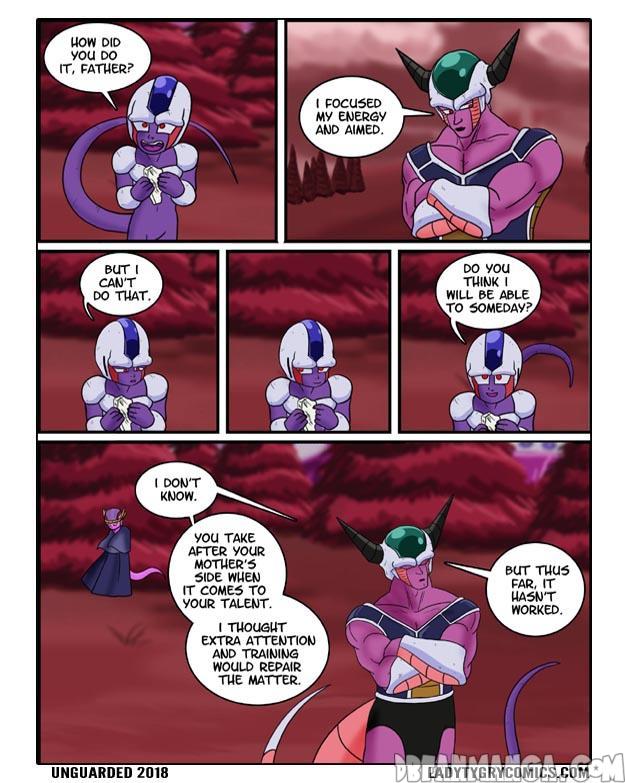 HOW DID
YOU DO
IT, FATHER?
I FOCUSED
MY ENERGY
AND AIMED.
BUT I
CAN'T
DO THAT.
DO YOU
THINK I
WILL BE ABLE
TO SOMEDAY?
I DON'T
KNOW.
YOU TAKE
AFTER YOUR
MOTHER'S
SIDE WHEN
IT COMES TO
YOUR TALENT.
I THOUGHT
EXTRA ATTENTION
AND TRAINING
WOULD REPAIR
THE MATTER.
BUT THUS
FAR, IT
HASN'T
WORKED.
UNGUARDED 2018
LADYTYGRYCOMICS.COM
DBFANMANGA.COM